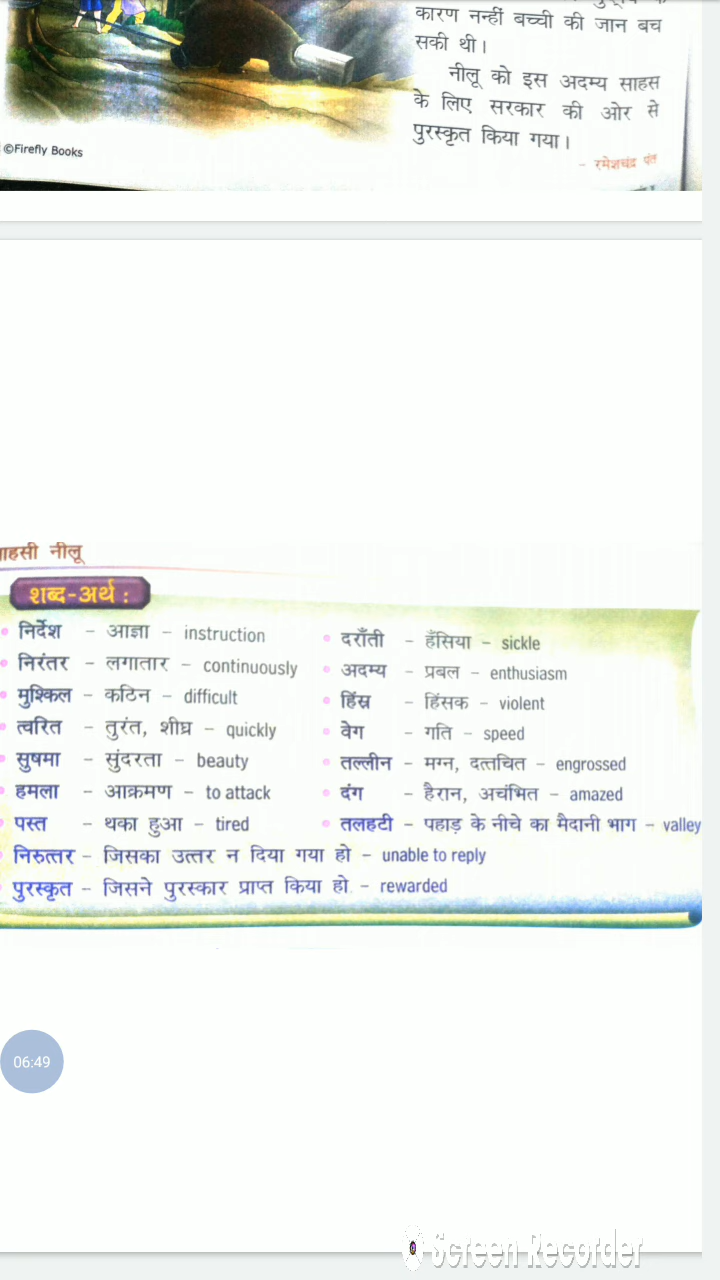 कारण नन्हीं बच्ची की जान बच
सकी थी।
नीलू को इस अदम्य साहस
के लिए सरकार की ओर से
पुरस्कृत किया गया।
©Firefly Books
- रमेशचंद्र पंत
नीलू
शब्द-अर्थ :
निर्देश – आज्ञा – instruction
निरंतर – लगातार – continuously
मुश्किल – कठिन – difficult
त्वरित – तुरंत, शीघ्र – quickly
सुषमा – सुंदरता – beauty
हमला – आक्रमण – to attack
पस्त – थका हुआ – tired
दराँती – हँसिया – sickle
अदम्य – प्रबल – enthusiasm
हिंस्र – हिंसक – violent
वेग – गति – speed
तल्लीन – मग्न, दत्तचित – engrossed
दंग – हैरान, अचंभित – amazed
तलहटी – पहाड़ के नीचे का मैदानी भाग – valley
निरुत्तर – जिसका उत्तर न दिया गया हो – unable to reply
पुरस्कृत – जिसने पुरस्कार प्राप्त किया हो – rewarded
06:49
Screen Recorder